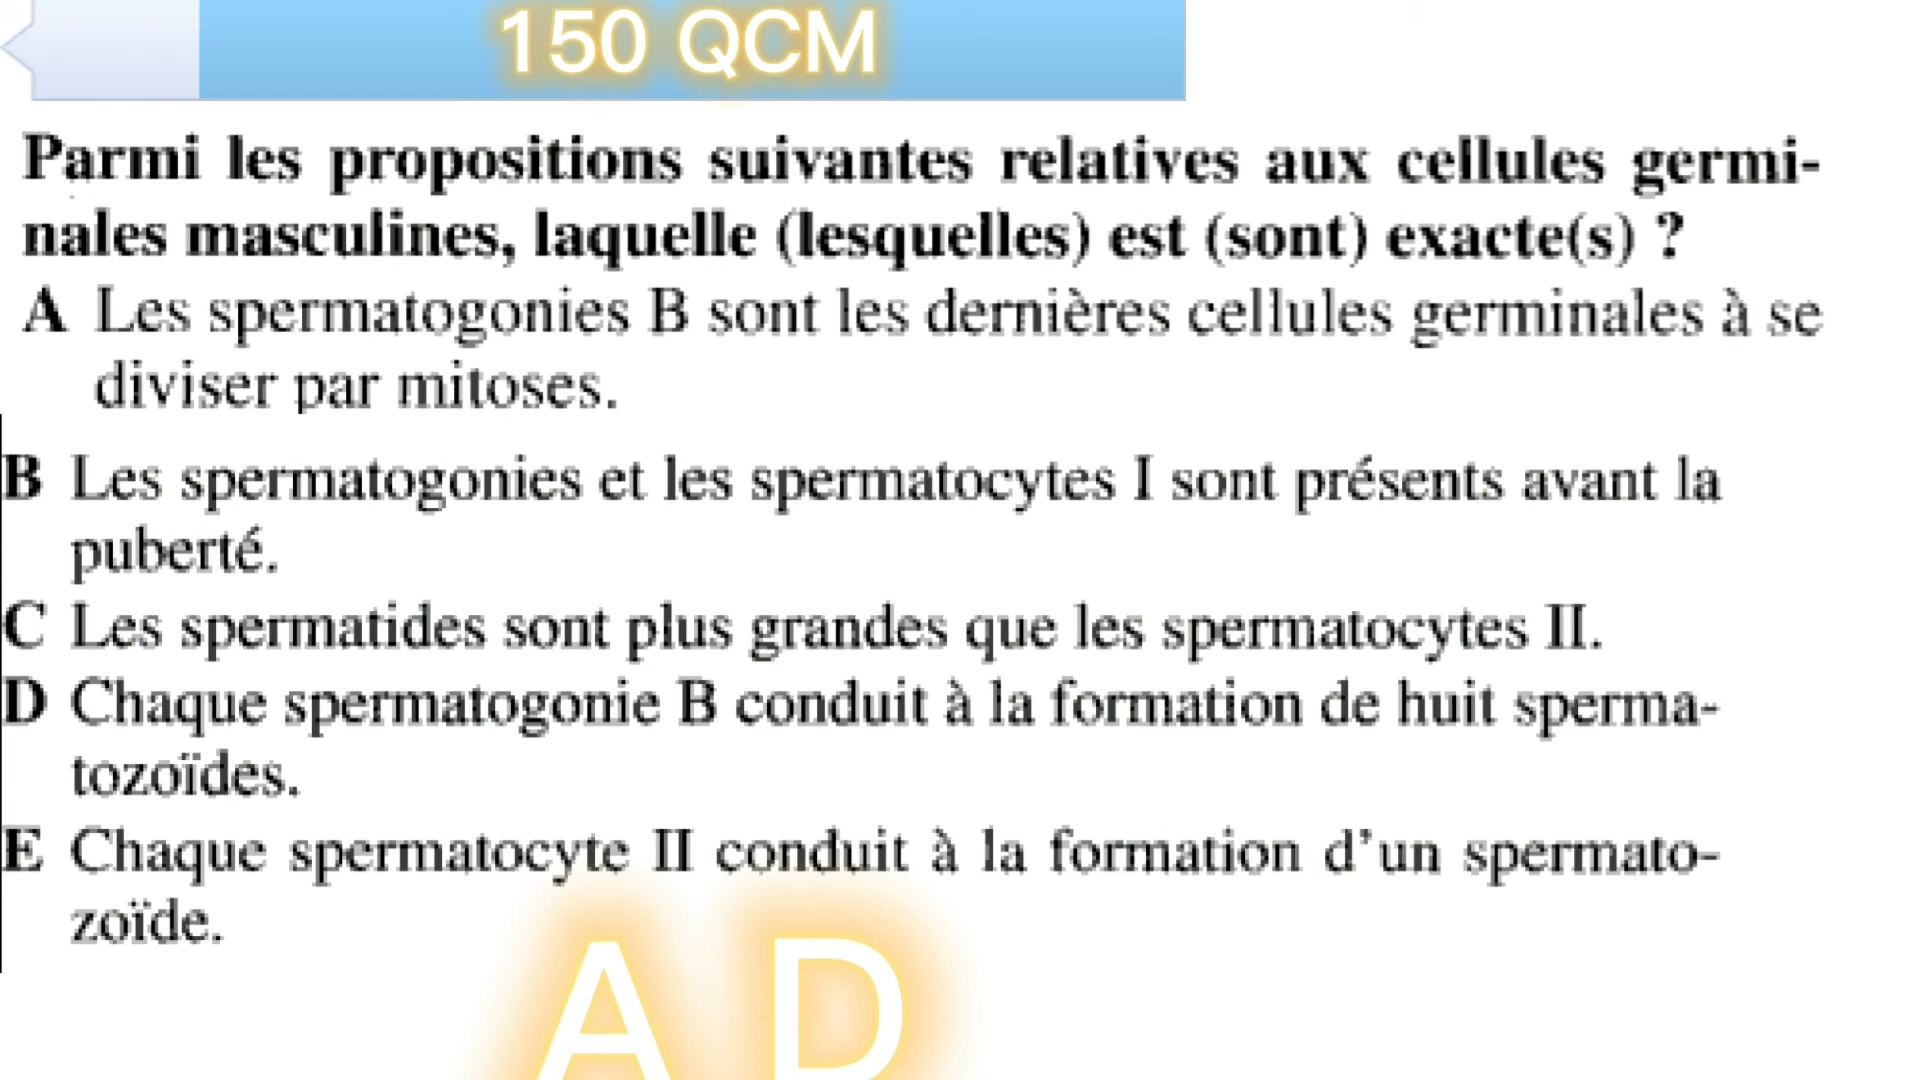 150 QCM
Parmi les propositions suivantes relatives aux cellules germi-
nales masculines, laquelle (lesquelles) est (sont) exacte(s) ?
A Les spermatogonies B sont les dernières cellules germinales à se
diviser par mitoses.
B Les spermatogonies et les spermatocytes I sont présents avant la
puberté.
C Les spermatides sont plus grandes que les spermatocytes II.
D Chaque spermatogonie B conduit à la formation de huit sperma-
tozoïdes.
E Chaque spermatocyte II conduit à la formation d'un spermato-
zoïde.
A D